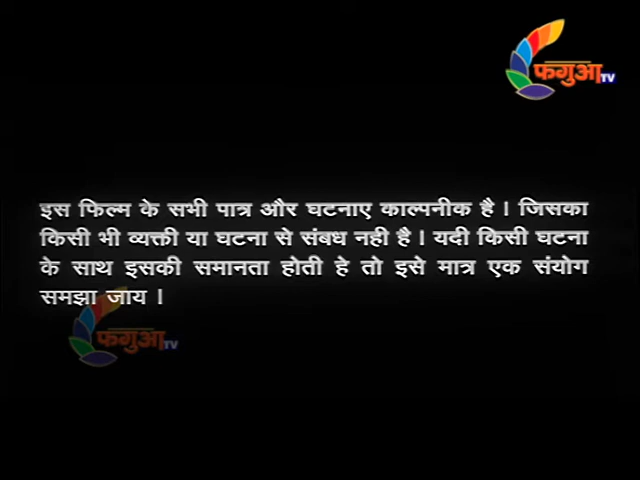 फगुआ TV
इस फिल्म के सभी पात्र और घटनाए काल्पनीक है । जिसका
किसी भी व्यक्ती या घटना से संबध नही है । यदी किसी घटना
के साथ इसकी समानता होती हे तो इसे मात्र एक संयोग
समझा जाय ।
फगुआ TV